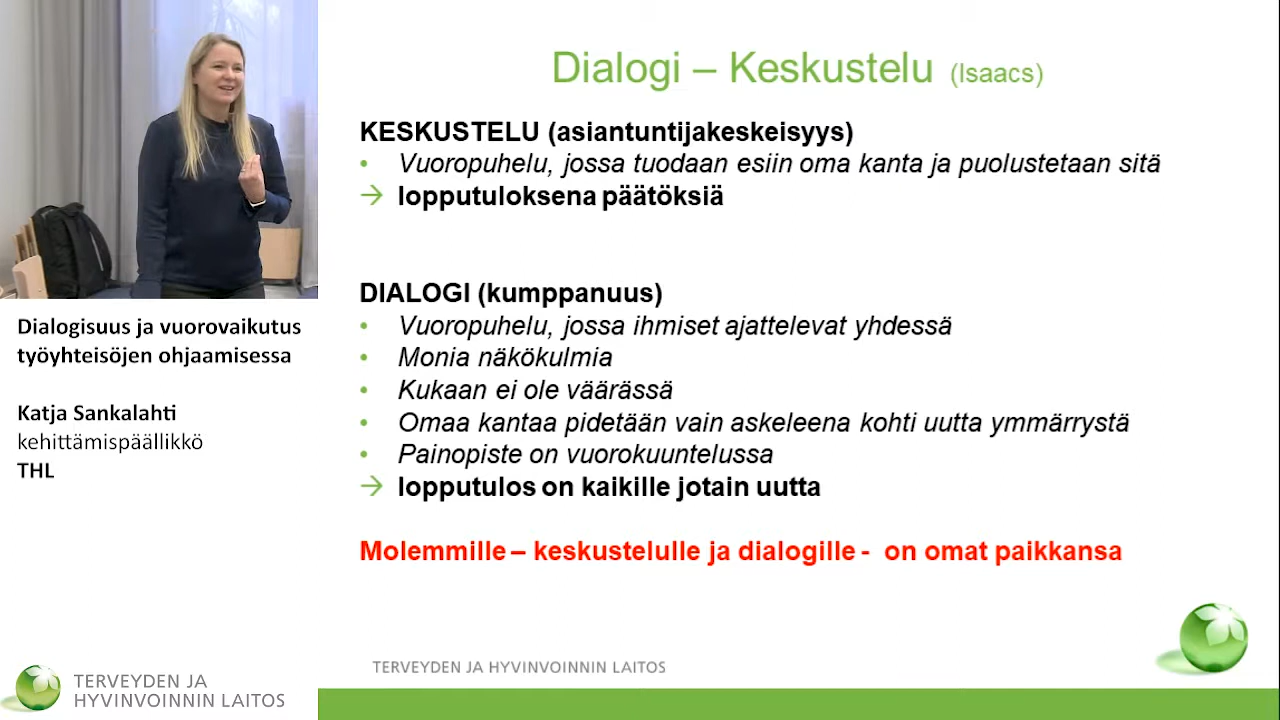 Dialogi – Keskustelu (Isaacs)
KESKUSTELU (asiantuntijakeskeisyys)
• Vuoropuhelu, jossa tuodaan esiin oma kanta ja puolustetaan sitä
→ lopputuloksena päätöksiä
DIALOGI (kumppanuus)
• Vuoropuhelu, jossa ihmiset ajattelevat yhdessä
• Monia näkökulmia
• Kukaan ei ole väärässä
• Omaa kantaa pidetään vain askeleena kohti uutta ymmärrystä
• Painopiste on vuorokuuntelussa
→ lopputulos on kaikille jotain uutta
Molemmille – keskustelulle ja dialogille - on omat paikkansa
TERVEYDEN JA HYVINVOINNIN LAITOS
Dialogisuus ja vuorovaikutus
työyhteisöjen ohjaamisessa
Katja Sankalahti
kehittämispäällikkö
THL
TERVEYDEN JA
HYVINVOINNIN LAITOS